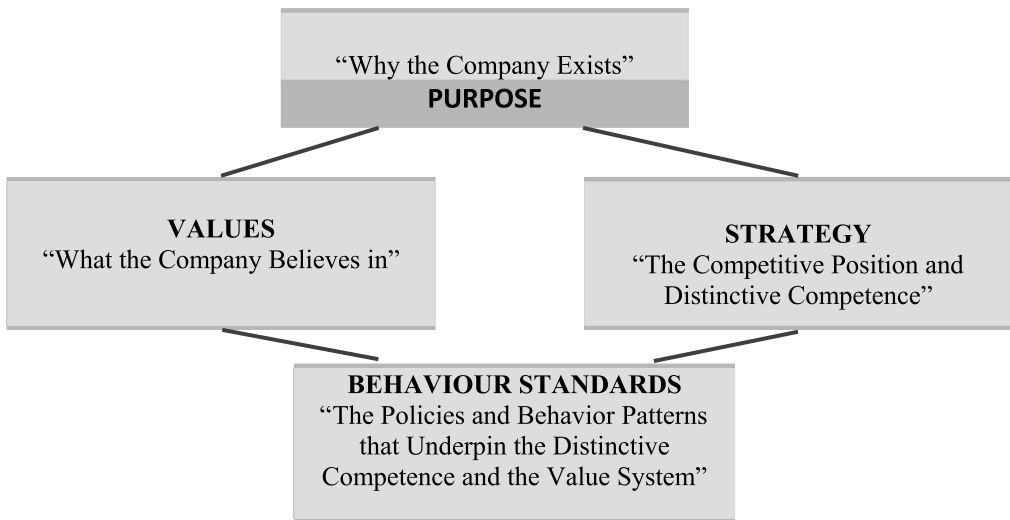 “Why the Company Exists”
PURPOSE
VALUES
“What the Company Believes in”
STRATEGY
“The Competitive Position and
Distinctive Competence”
BEHAVIOUR STANDARDS
“The Policies and Behavior Patterns
that Underpin the Distinctive
Competence and the Value System”